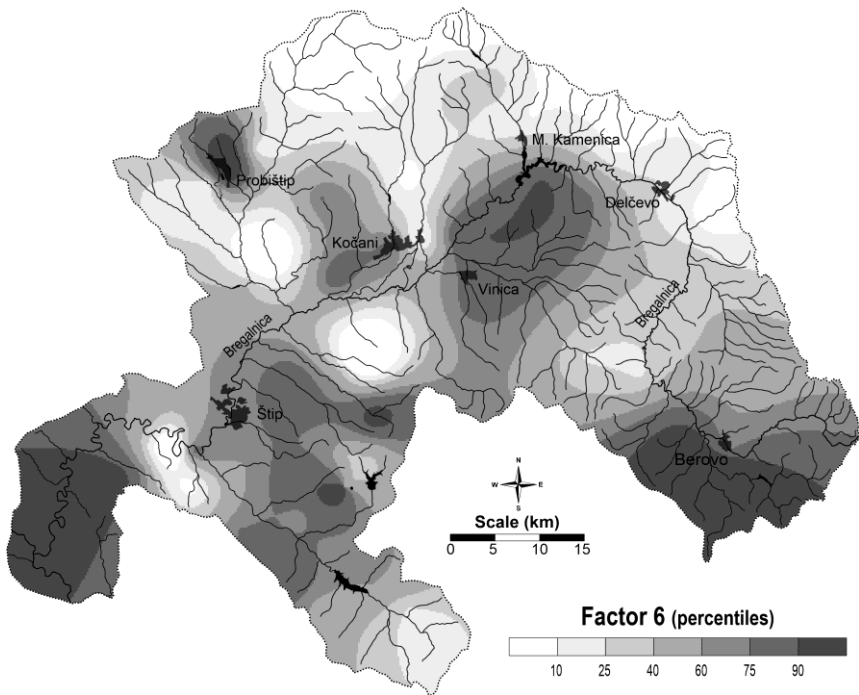 M. Kamenica
Probištip
Delčevo
Kočani
Vinica
Bregalnica
Bregalnica
Štip
Berovo
N
W E
S
Scale (km)
0 5 10 15
Factor 6 (percentiles)
10 25 40 60 75 90